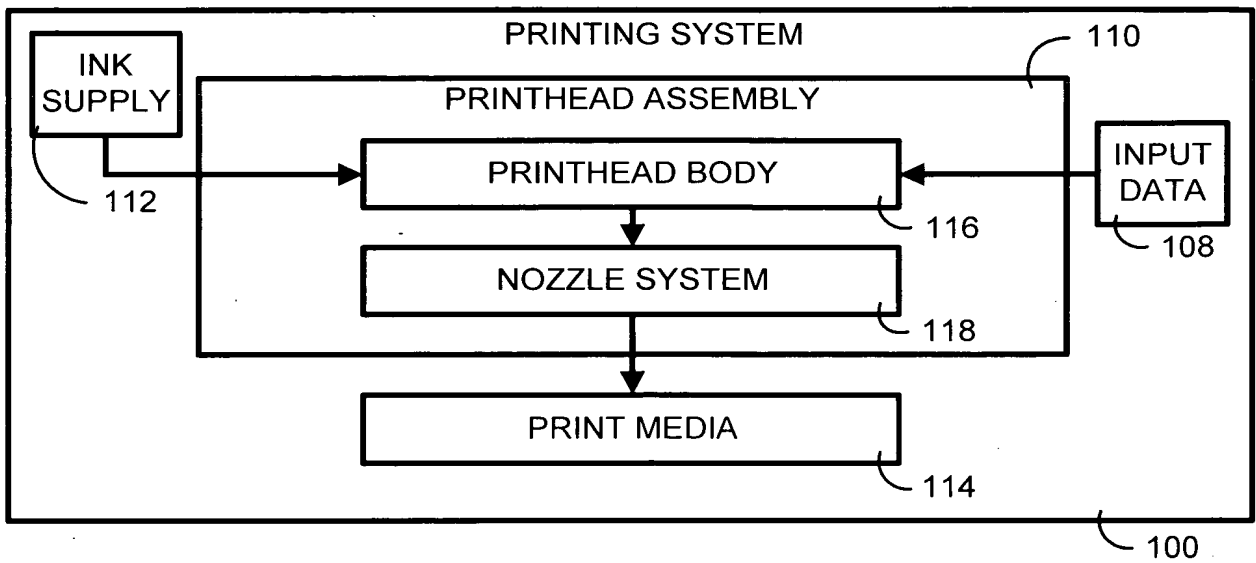 PRINTING SYSTEM
110
INK
SUPPLY
PRINTHEAD ASSEMBLY
INPUT
DATA
PRINTHEAD BODY
112
116
108
NOZZLE SYSTEM
118
PRINT MEDIA
114
100